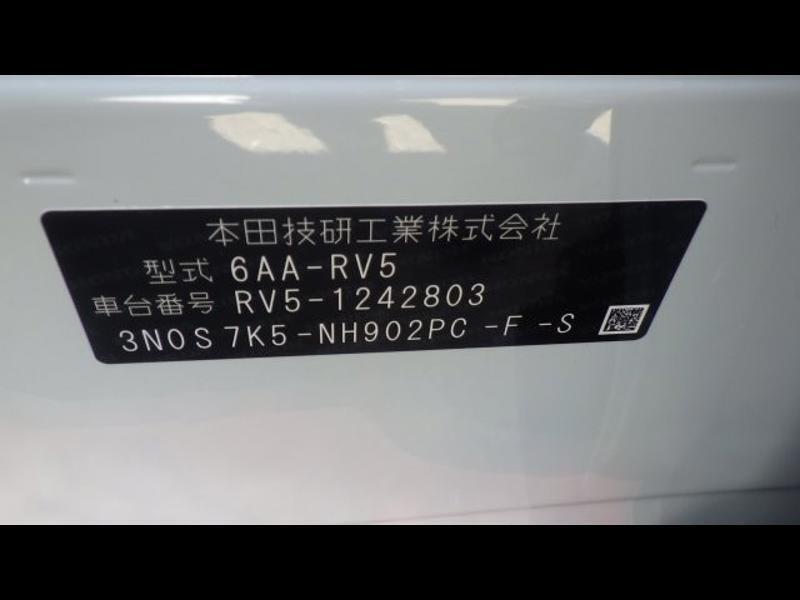 本田技研工業株式会社
型式 6AA-RV5
車台番号 RV5-1242803
3N0S7K5-NH902PC -F -S